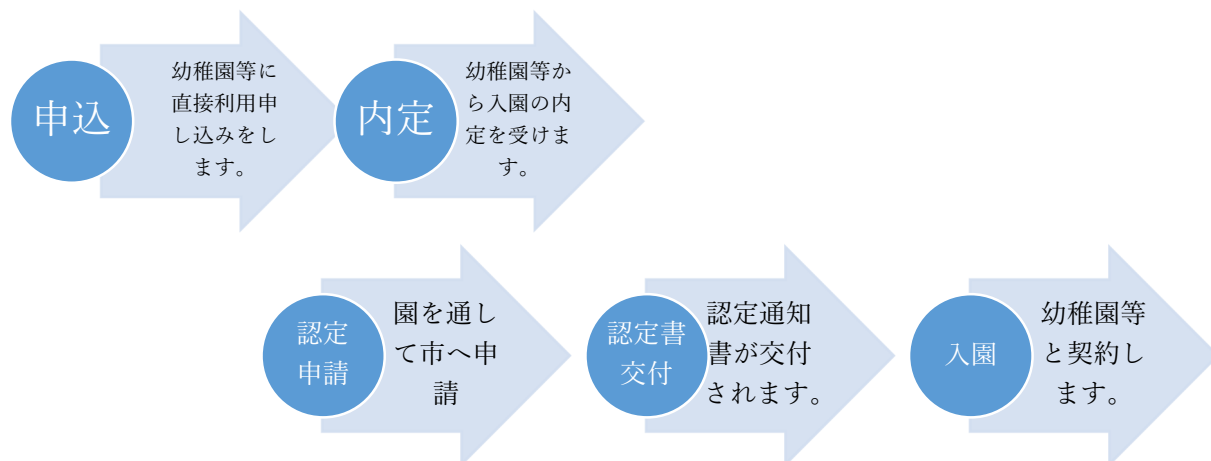 申込
幼稚園等に
直接利用申
し込みをし
ます。
内定
幼稚園等か
ら入園の内
定を受けま
す。
認定
申請
園を通し
て市へ申
請
認定書
交付
認定通知
書が交付
されます。
入園
幼稚園等
と契約し
ます。